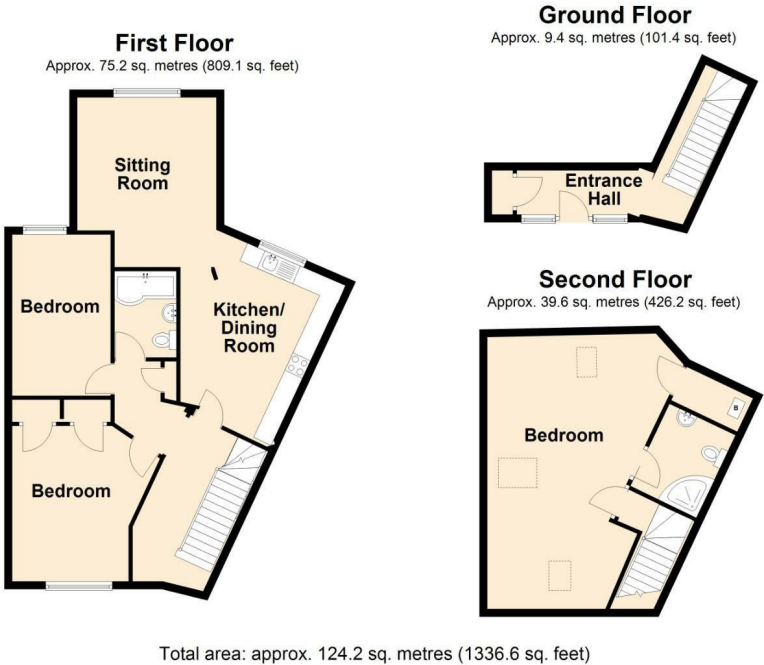 First Floor
Approx. 75.2 sq. metres (809.1 sq. feet)
Sitting
Room
Bedroom
Kitchen/
Dining
Room
Bedroom
Ground Floor
Approx. 9.4 sq. metres (101.4 sq. feet)
Entrance
Hall
Second Floor
Approx. 39.6 sq. metres (426.2 sq. feet)
Bedroom
B
Total area: approx. 124.2 sq. metres (1336.6 sq. feet)